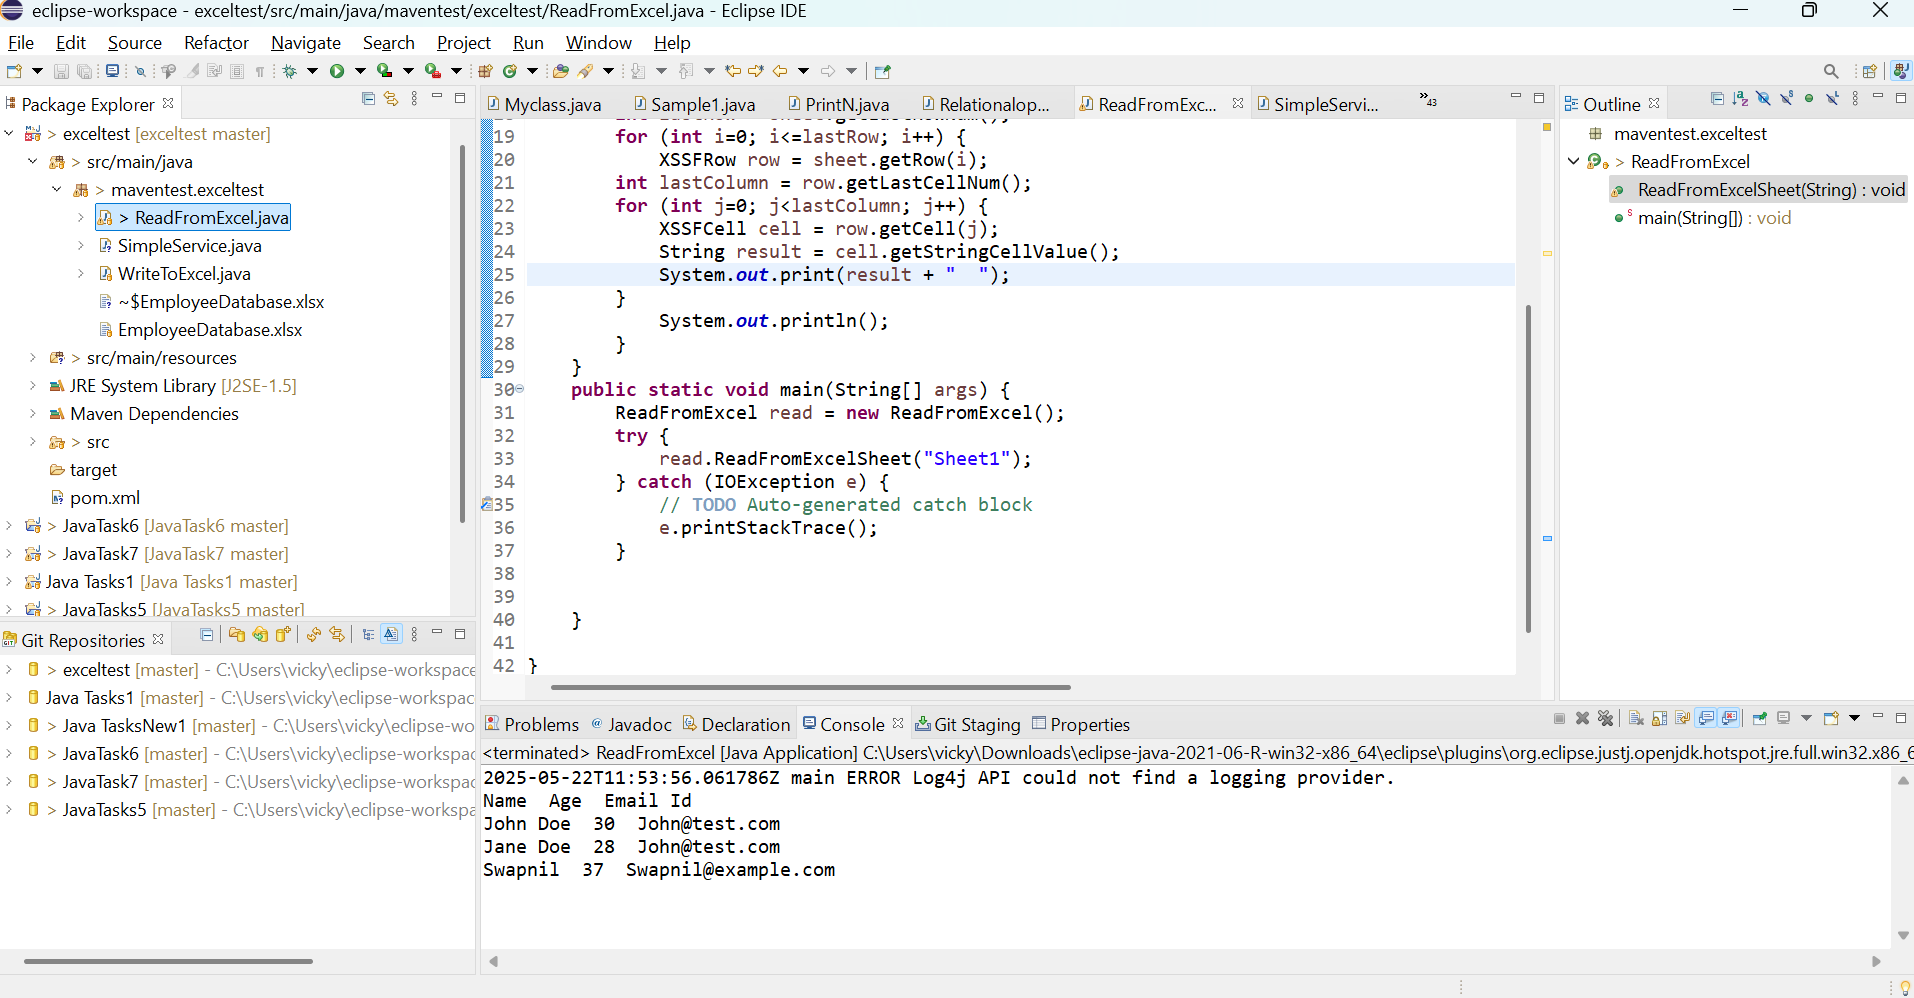 eclipse-workspace - exceltest/src/main/java/maventest/exceltest/ReadFromExcel.java - Eclipse IDE
File Edit Source Refactor Navigate Search Project Run Window Help
Package Explorer
> exceltest [exceltest master]
> src/main/java
> maventest.exceltest
> ReadFromExcel.java
SimpleService.java
WriteToExcel.java
~$EmployeeDatabase.xlsx
EmployeeDatabase.xlsx
> src/main/resources
JRE System Library [J2SE-1.5]
Maven Dependencies
> src
target
pom.xml
> JavaTask6 [JavaTask6 master]
> JavaTask7 [JavaTask7 master]
Java Tasks1 [Java Tasks1 master]
> JavaTasks5 [JavaTasks5 master]
Git Repositories
> exceltest [master] - C:\Users\vicky\eclipse-workspace
Java Tasks1 [master] - C:\Users\vicky\eclipse-workspac
> Java TasksNew1 [master] - C:\Users\vicky\eclipse-wo
> JavaTask6 [master] - C:\Users\vicky\eclipse-workspac
> JavaTask7 [master] - C:\Users\vicky\eclipse-workspac
> JavaTasks5 [master] - C:\Users\vicky\eclipse-workspa
Myclass.java Sample1.java PrintN.java Relationalop... ReadFromExc... SimpleServi... »43
19 for (int i=0; i<=lastRow; i++) {
20 XSSFRow row = sheet.getRow(i);
21 int lastColumn = row.getLastCellNum();
22 for (int j=0; j<lastColumn; j++) {
23 XSSFCell cell = row.getCell(j);
24 String result = cell.getStringCellValue();
25 System.out.print(result + "  ");
26 }
27 System.out.println();
28 }
29 }
30 public static void main(String[] args) {
31 ReadFromExcel read = new ReadFromExcel();
32 try {
33 read.ReadFromExcelSheet("Sheet1");
34 } catch (IOException e) {
35 // TODO Auto-generated catch block
36 e.printStackTrace();
37 }
38
39
40 }
41
42 }
Outline
maventest.exceltest
> ReadFromExcel
ReadFromExcelSheet(String) : void
main(String[]) : void
Problems Javadoc Declaration Console Git Staging Properties
<terminated> ReadFromExcel [Java Application] C:\Users\vicky\Downloads\eclipse-java-2021-06-R-win32-x86_64\eclipse\plugins\org.eclipse.justj.openjdk.hotspot.jre.full.win32.x86_6
2025-05-22T11:53:56.061786Z main ERROR Log4j API could not find a logging provider.
Name  Age  Email Id
John Doe  30  John@test.com
Jane Doe  28  John@test.com
Swapnil  37  Swapnil@example.com